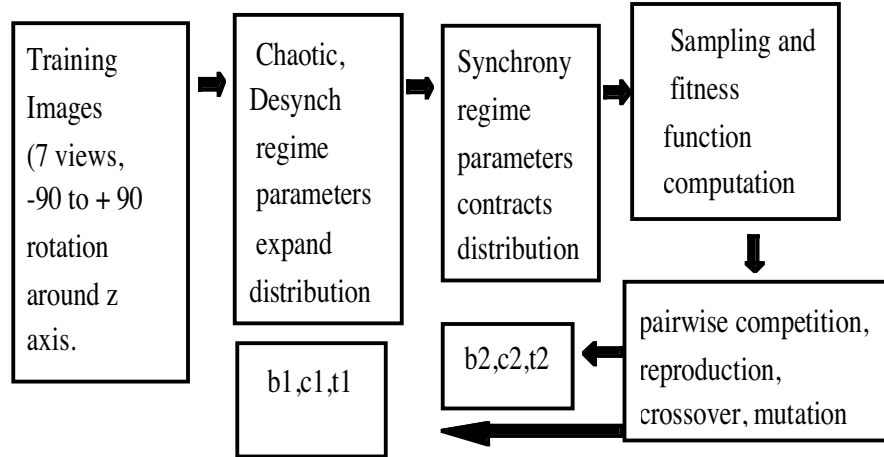 Training
Images
(7 views,
-90 to + 90
rotation
around z
axis.
Chaotic,
Desynch
regime
parameters
expand
distribution
Synchrony
regime
parameters
contracts
distribution
Sampling and
fitness
function
computation
pairwise competition,
reproduction,
crossover, mutation
b2,c2,t2
b1,c1,t1